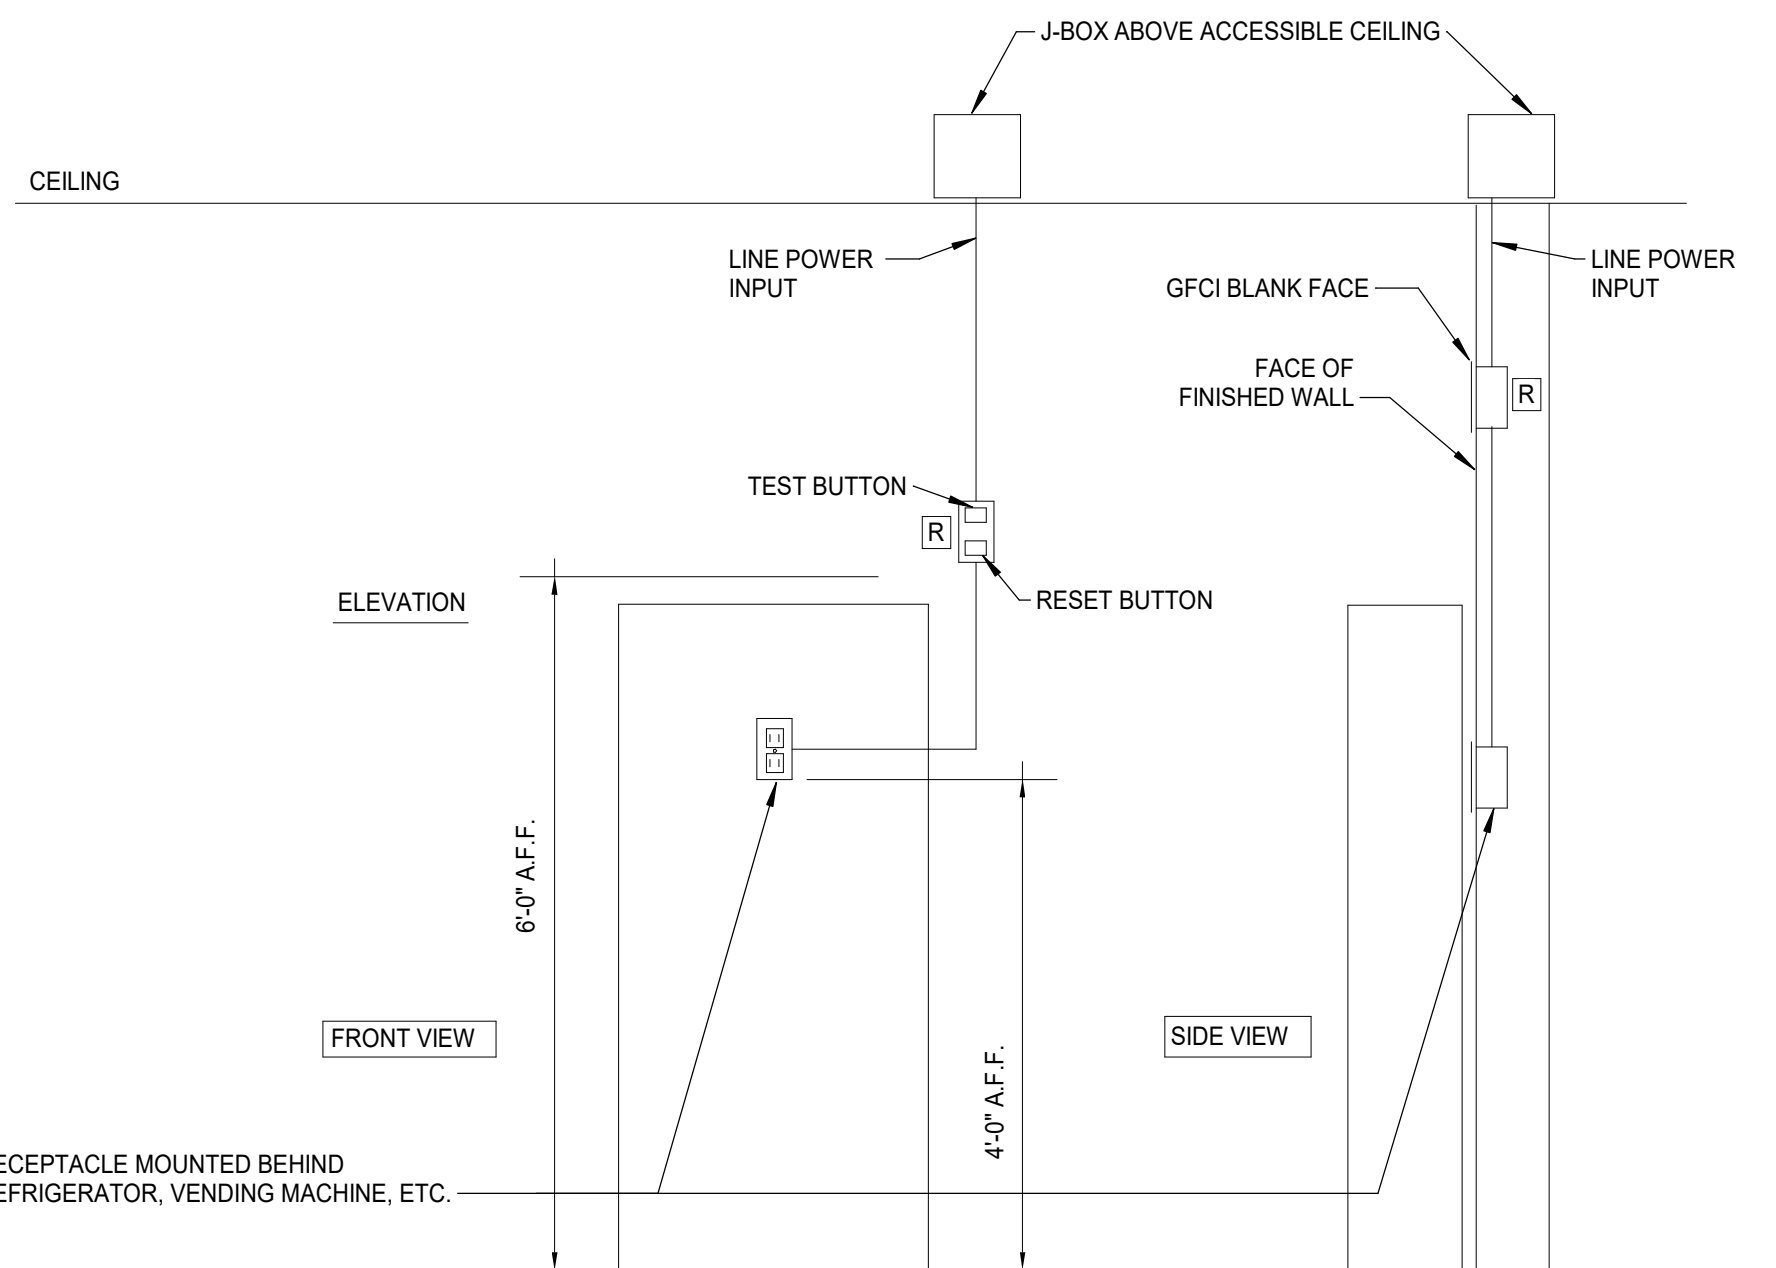 J-BOX ABOVE ACCESSIBLE CEILING
CEILING
LINE POWER
INPUT
GFCI BLANK FACE
LINE POWER
INPUT
FACE OF
FINISHED WALL
R
TEST BUTTON
R
RESET BUTTON
ELEVATION
6'-0" A.F.F.
4'-0" A.F.F.
FRONT VIEW
SIDE VIEW
ECEPTACLE MOUNTED BEHIND
EFRIGERATOR, VENDING MACHINE, ETC.